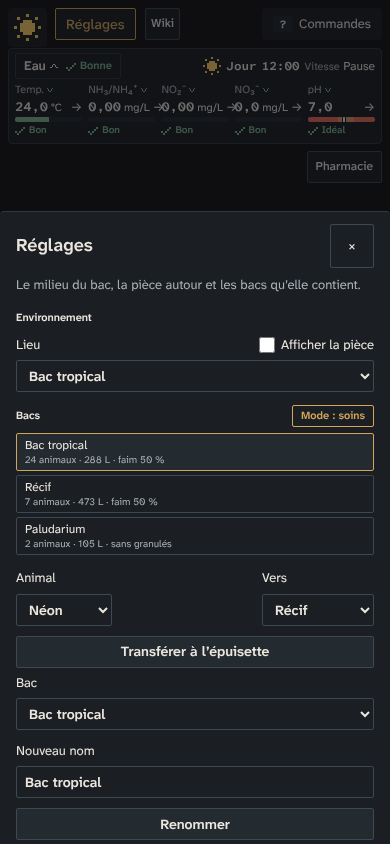 Réglages Wiki ? Commandes
Eau Bonne Jour 12:00 Vitesse Pause
Temp. NH₃/NH₄⁺ NO₂⁻ NO₃⁻ pH
24,0 °C → 0,00 mg/L → 0,00 mg/L → 0,0 mg/L → 7,0 →
Bon Bon Bon Bon Idéal
Pharmacie
Réglages ×
Le milieu du bac, la pièce autour et les bacs qu'elle contient.
Environnement
Lieu Afficher la pièce
Bac tropical
Bacs Mode : soins
Bac tropical
24 animaux · 288 L · faim 50 %
Récif
7 animaux · 473 L · faim 50 %
Paludarium
2 animaux · 105 L · sans granulés
Animal Vers
Néon Récif
Transférer à l'épuisette
Bac
Bac tropical
Nouveau nom
Bac tropical
Renommer